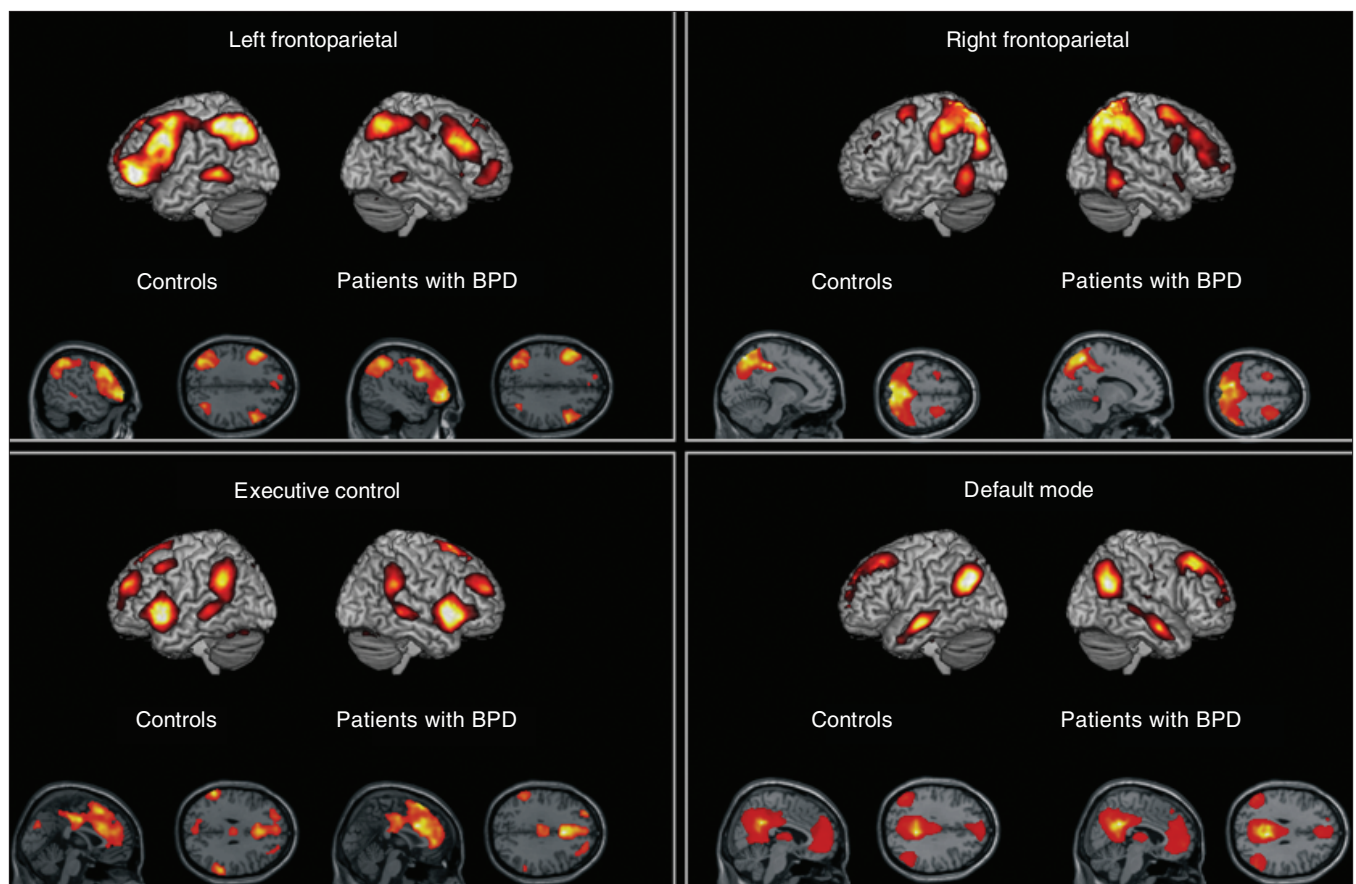 Left frontoparietal
Controls
Patients with BPD
Right frontoparietal
Controls
Patients with BPD
Executive control
Controls
Patients with BPD
Default mode
Controls
Patients with BPD